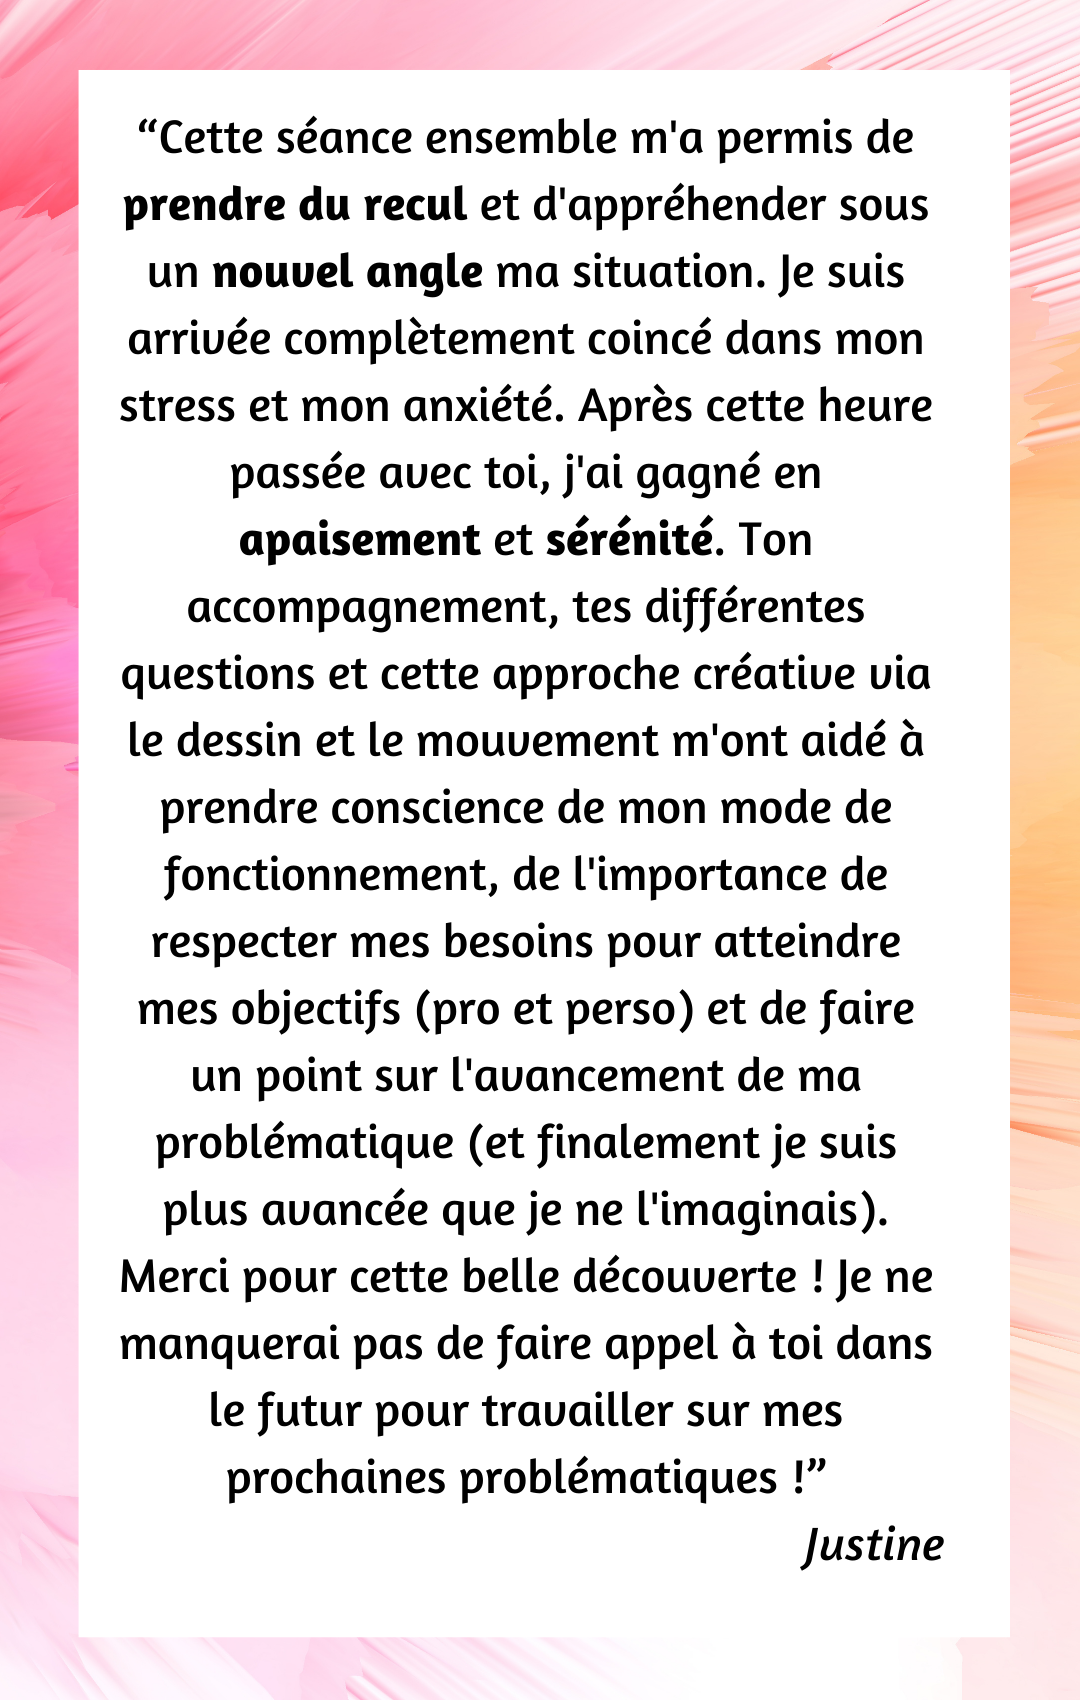 “Cette séance ensemble m'a permis de
prendre du recul et d'appréhender sous
un nouvel angle ma situation. Je suis
arrivée complètement coincé dans mon
stress et mon anxiété. Après cette heure
passée avec toi, j'ai gagné en
apaisement et sérénité. Ton
accompagnement, tes différentes
questions et cette approche créative via
le dessin et le mouvement m'ont aidé à
prendre conscience de mon mode de
fonctionnement, de l'importance de
respecter mes besoins pour atteindre
mes objectifs (pro et perso) et de faire
un point sur l'avancement de ma
problématique (et finalement je suis
plus avancée que je ne l'imaginais).
Merci pour cette belle découverte ! Je ne
manquerai pas de faire appel à toi dans
le futur pour travailler sur mes
prochaines problématiques !”
Justine